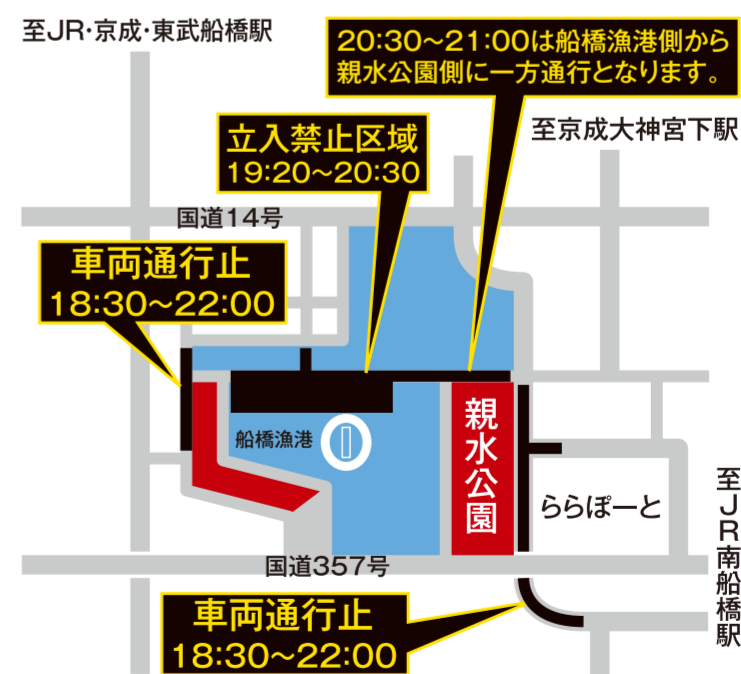 至JR・京成・東武船橋駅
20:30〜21:00は船橋漁港側から
親水公園側に一方通行となります。
立入禁止区域
19:20〜20:30
至京成大神宮下駅
国道14号
車両通行止
18:30〜22:00
船橋漁港
親水公園
ららぽーと
至JR南船橋駅
国道357号
車両通行止
18:30〜22:00